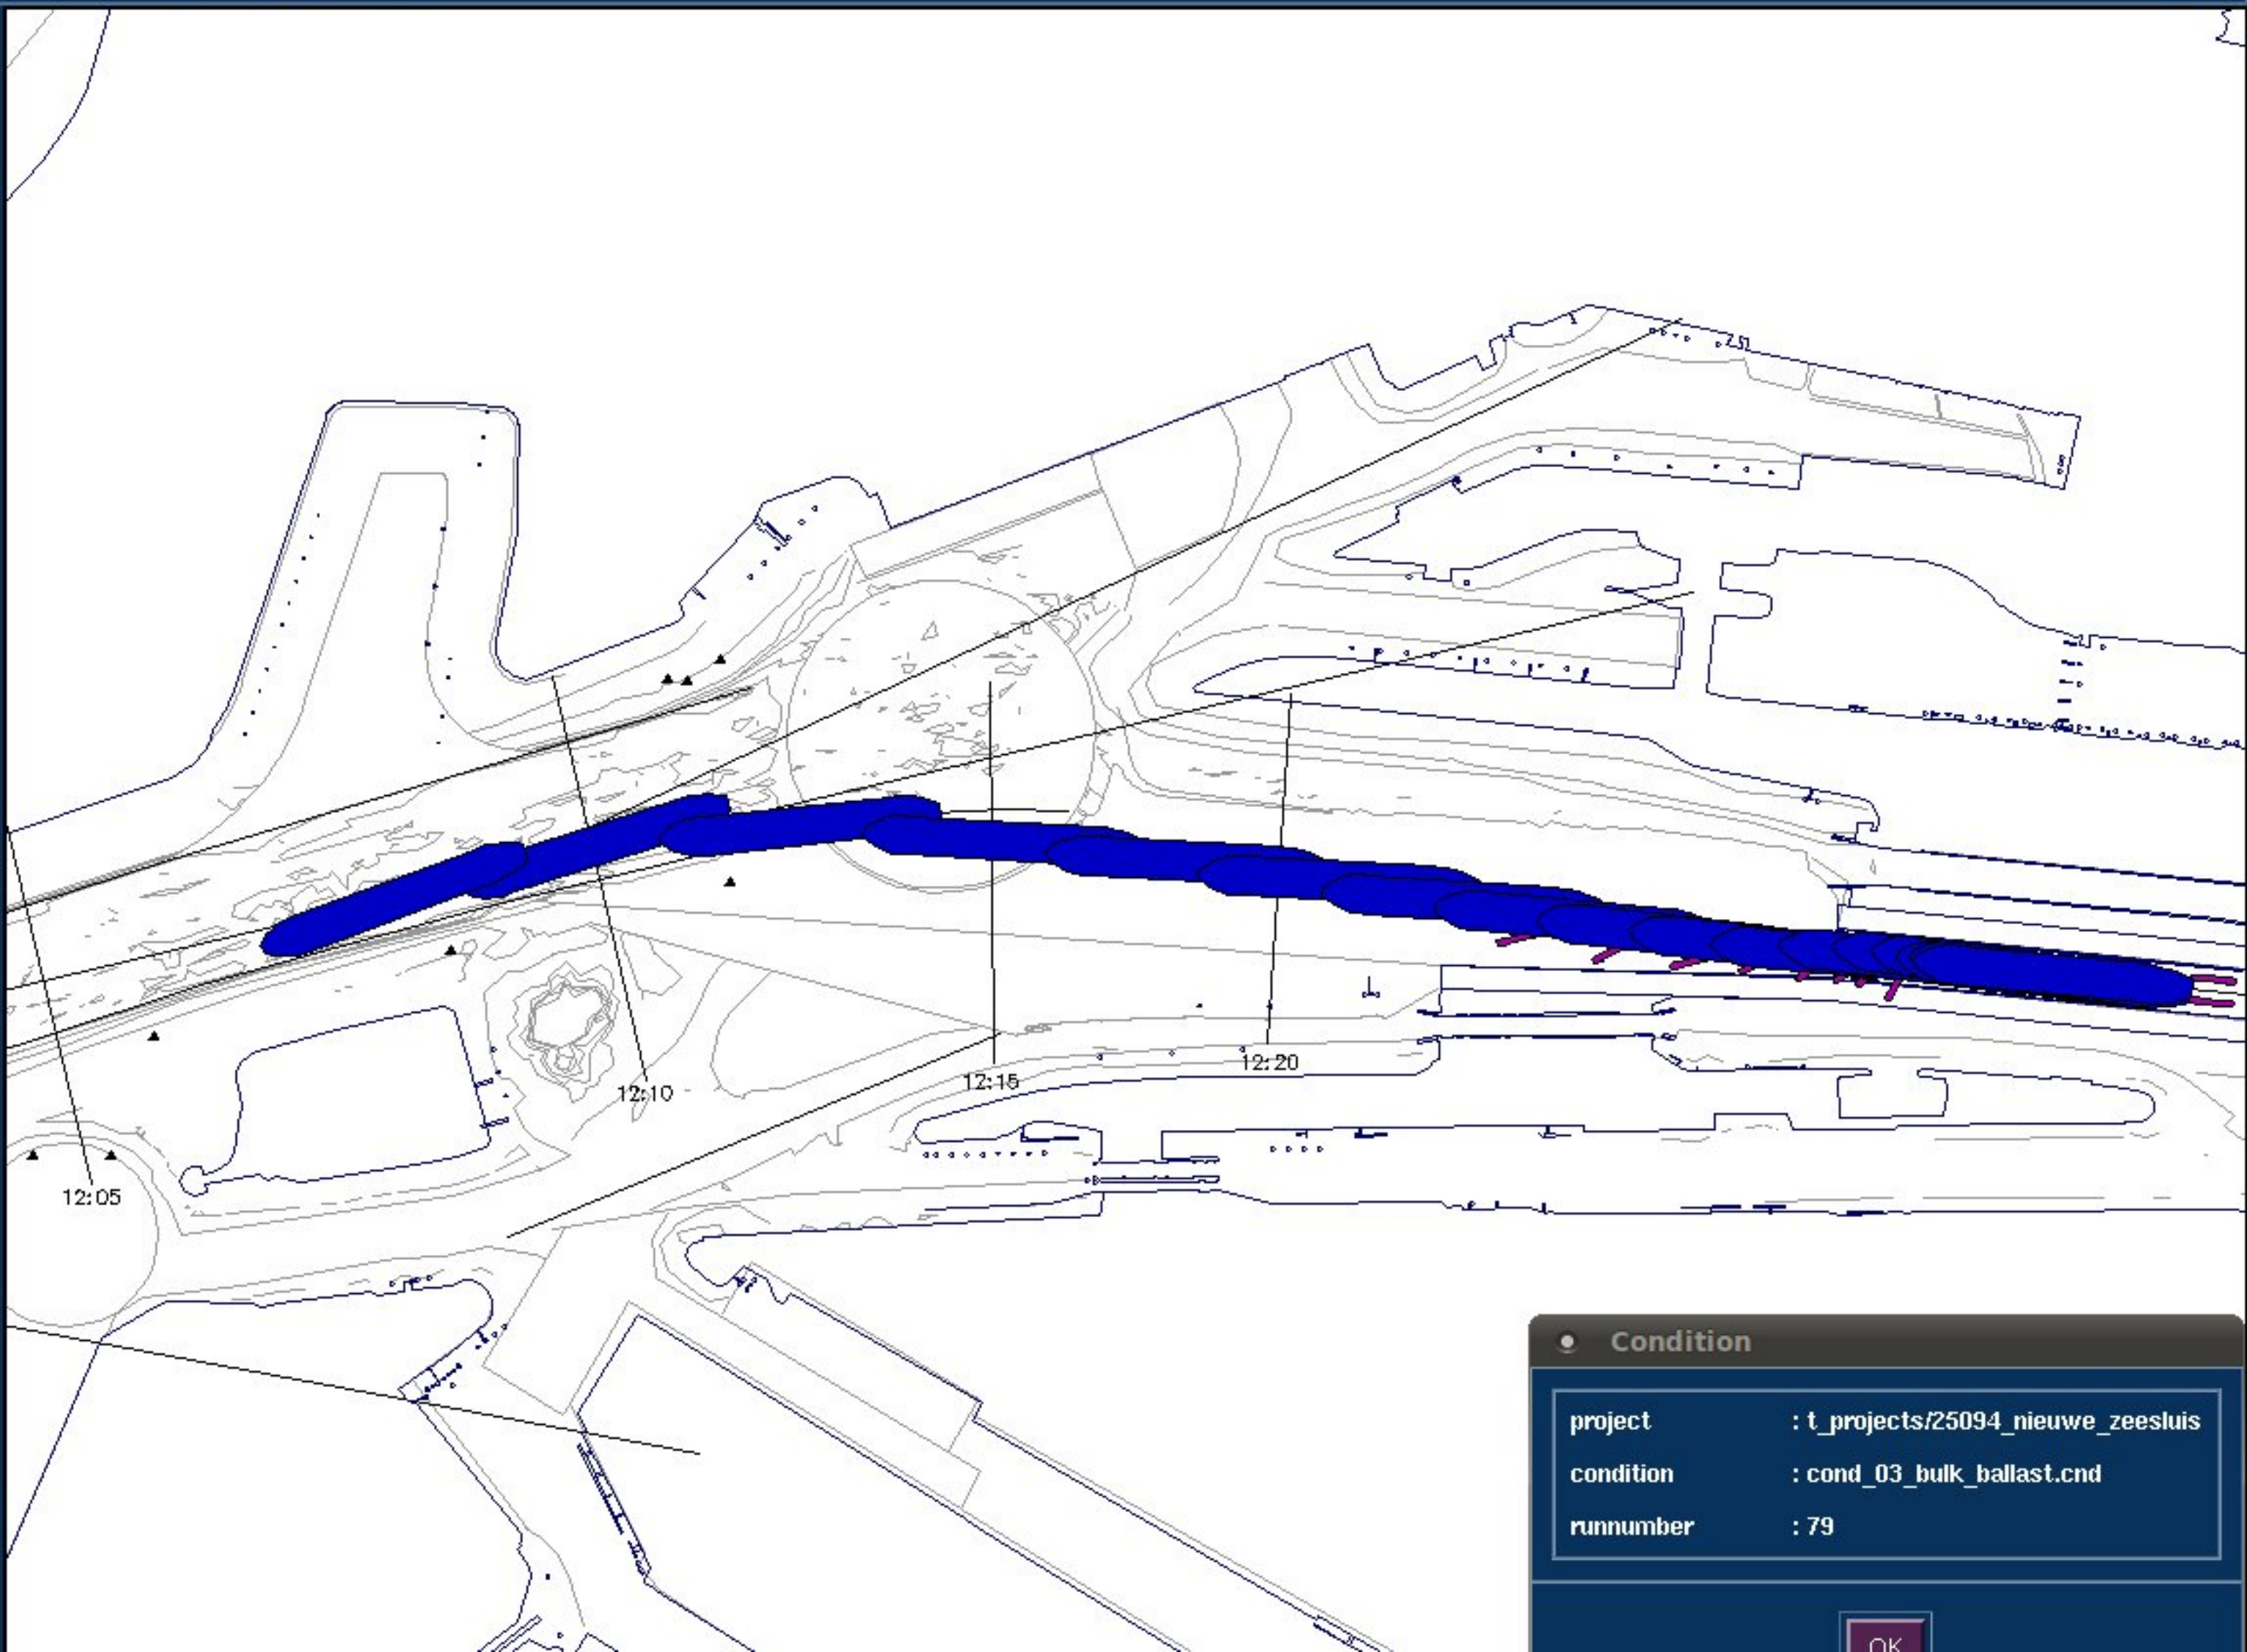 12:20
12:15
12:10
12:05
Condition
project : t_projects/25094_nieuwe_zeesluis
condition : cond_03_bulk_ballast.cnd
runnumber : 79
OK